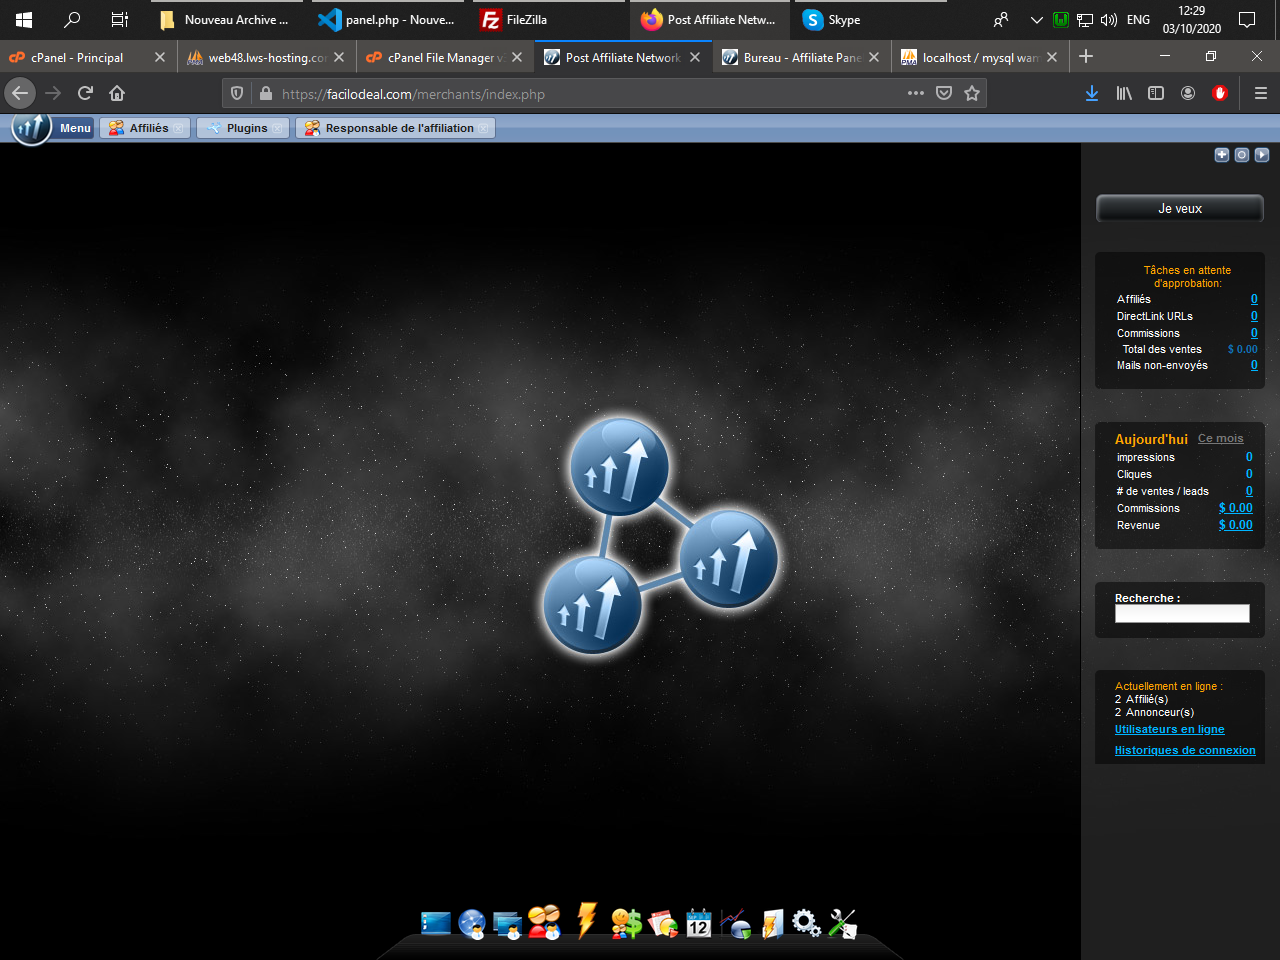 Nouveau Archive ...
panel.php - Nouve...
FileZilla
Post Affiliate Netw...
Skype
ENG
12:29
03/10/2020
cPanel - Principal
web48.lws-hosting.co
cPanel File Manager v
Post Affiliate Network
Bureau - Affiliate Pane
localhost / mysql wam
https://facilodeal.com/merchants/index.php
Menu
Affiliés
Plugins
Responsable de l'affiliation
Je veux
Tâches en attente
d'approbation:
Affiliés 0
DirectLink URLs 0
Commissions 0
Total des ventes $ 0.00
Mails non-envoyés 0
Aujourd'hui Ce mois
impressions 0
Cliques 0
# de ventes / leads 0
Commissions $ 0.00
Revenue $ 0.00
Recherche :
Actuellement en ligne :
2 Affilié(s)
2 Annonceur(s)
Utilisateurs en ligne
Historiques de connexion
12